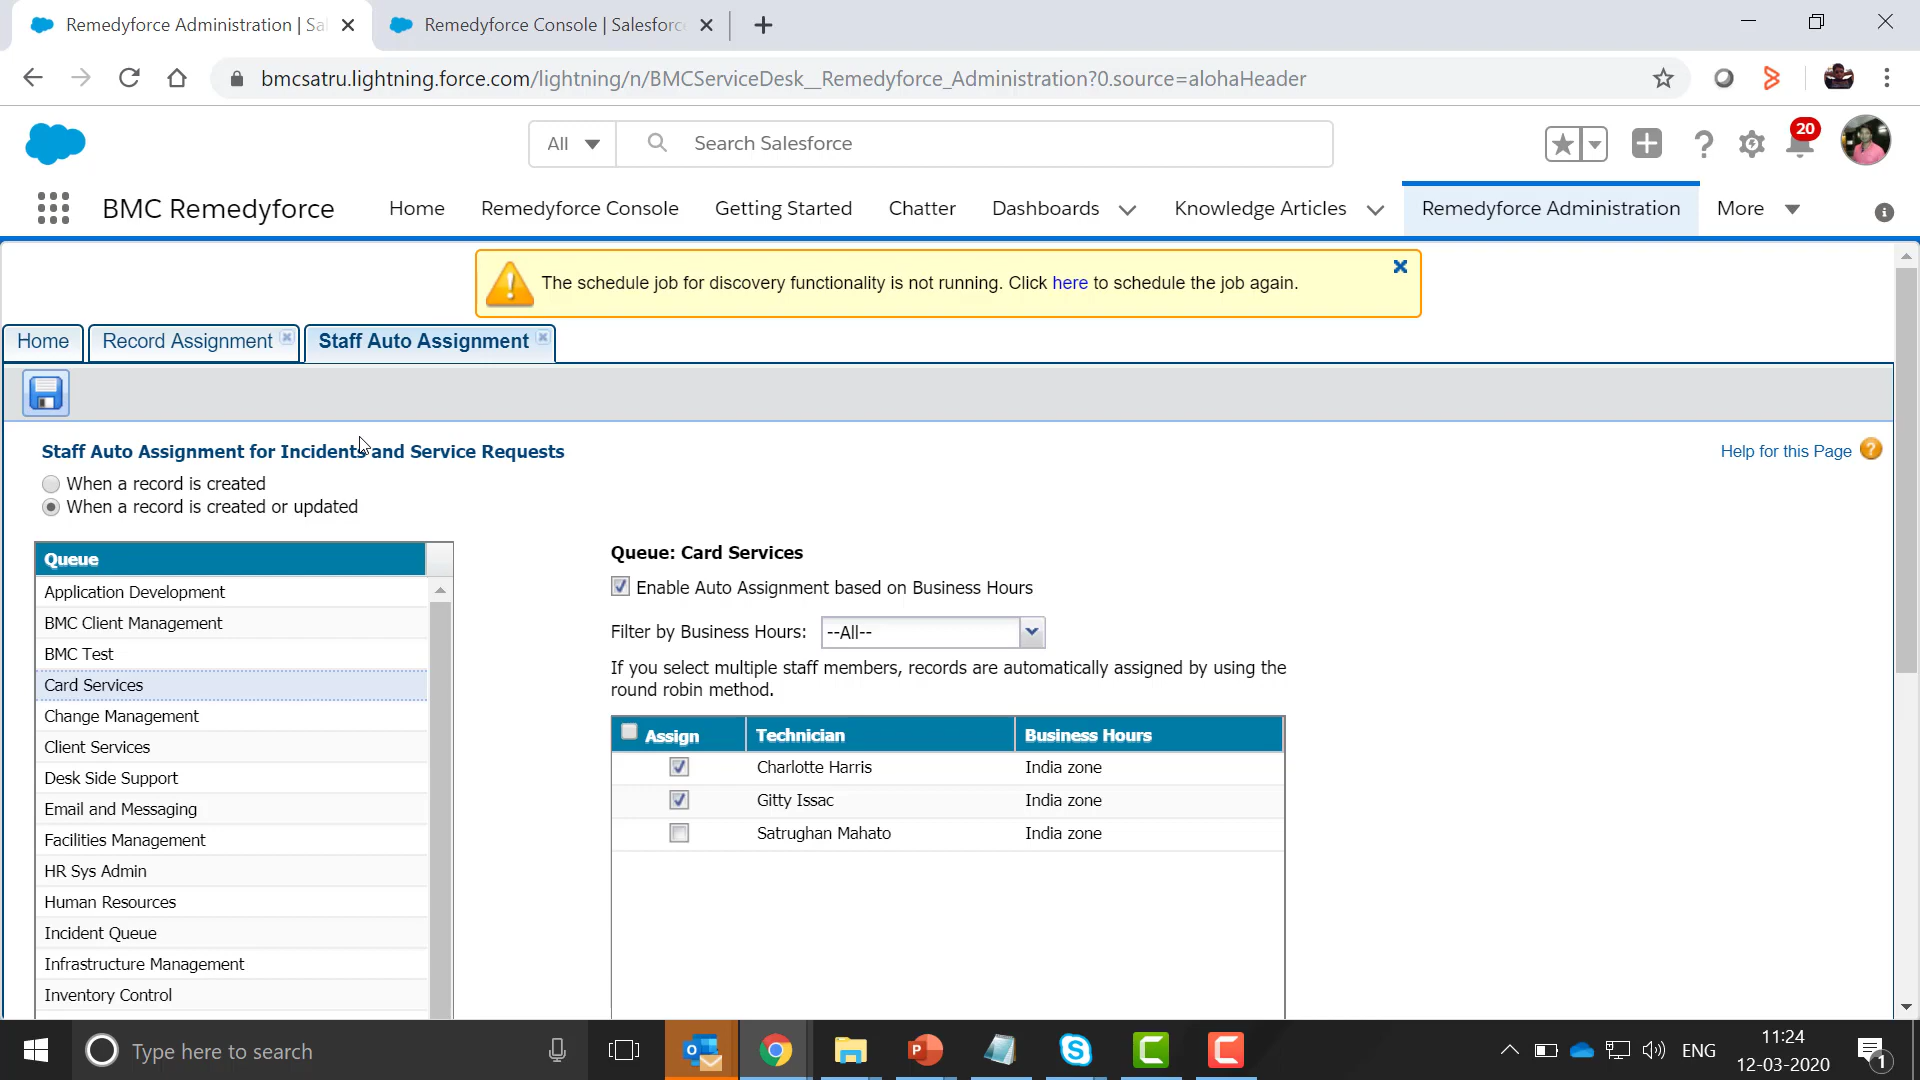 Remedyforce Administration | Sal
Remedyforce Console | Salesforce
bmcsatru.lightning.force.com/lightning/n/BMCServiceDesk__Remedyforce_Administration?0.source=alohaHeader
All
Search Salesforce
20
BMC Remedyforce
Home
Remedyforce Console
Getting Started
Chatter
Dashboards
Knowledge Articles
Remedyforce Administration
More
The schedule job for discovery functionality is not running. Click here to schedule the job again.
Home
Record Assignment
Staff Auto Assignment
Staff Auto Assignment for Incidents and Service Requests
Help for this Page
When a record is created
When a record is created or updated
Queue
Application Development
BMC Client Management
BMC Test
Card Services
Change Management
Client Services
Desk Side Support
Email and Messaging
Facilities Management
HR Sys Admin
Human Resources
Incident Queue
Infrastructure Management
Inventory Control
Queue: Card Services
Enable Auto Assignment based on Business Hours
Filter by Business Hours: --All--
If you select multiple staff members, records are automatically assigned by using the
round robin method.
Assign Technician Business Hours
Charlotte Harris India zone
Gitty Issac India zone
Satrughan Mahato India zone
Type here to search
ENG
11:24
12-03-2020
1